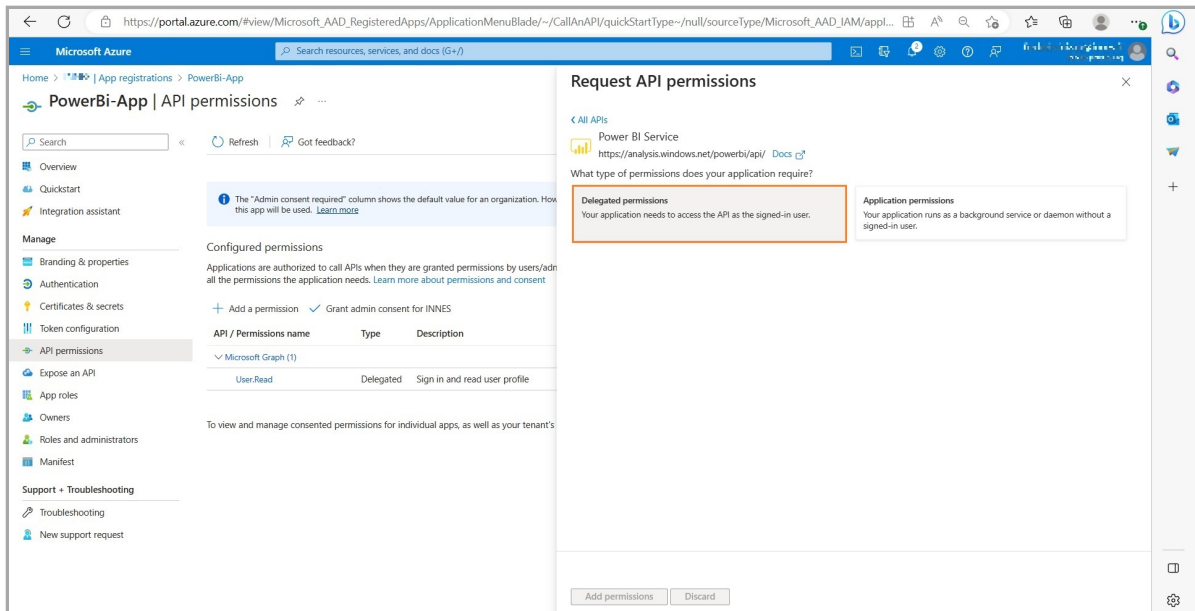 https://portal.azure.com/#view/Microsoft_AAD_RegisteredApps/ApplicationMenuBlade/~/CallAnAPI/quickStartType~/null/sourceType/Microsoft_AAD_IAM/appI...
Microsoft Azure
Search resources, services, and docs (G+/)
2
Home > | App registrations > PowerBi-App
PowerBi-App | API permissions
Search
Overview
Quickstart
Integration assistant
Manage
Branding & properties
Authentication
Certificates & secrets
Token configuration
API permissions
Expose an API
App roles
Owners
Roles and administrators
Manifest
Support + Troubleshooting
Troubleshooting
New support request
Refresh
Got feedback?
The "Admin consent required" column shows the default value for an organization. How
this app will be used. Learn more
Configured permissions
Applications are authorized to call APIs when they are granted permissions by users/adn
all the permissions the application needs. Learn more about permissions and consent
Add a permission
Grant admin consent for INNES
API / Permissions name Type Description
Microsoft Graph (1)
User.Read Delegated Sign in and read user profile
To view and manage consented permissions for individual apps, as well as your tenant's
Request API permissions
All APIs
Power BI Service
https://analysis.windows.net/powerbi/api/ Docs
What type of permissions does your application require?
Delegated permissions
Your application needs to access the API as the signed-in user.
Application permissions
Your application runs as a background service or daemon without a
signed-in user.
Add permissions
Discard